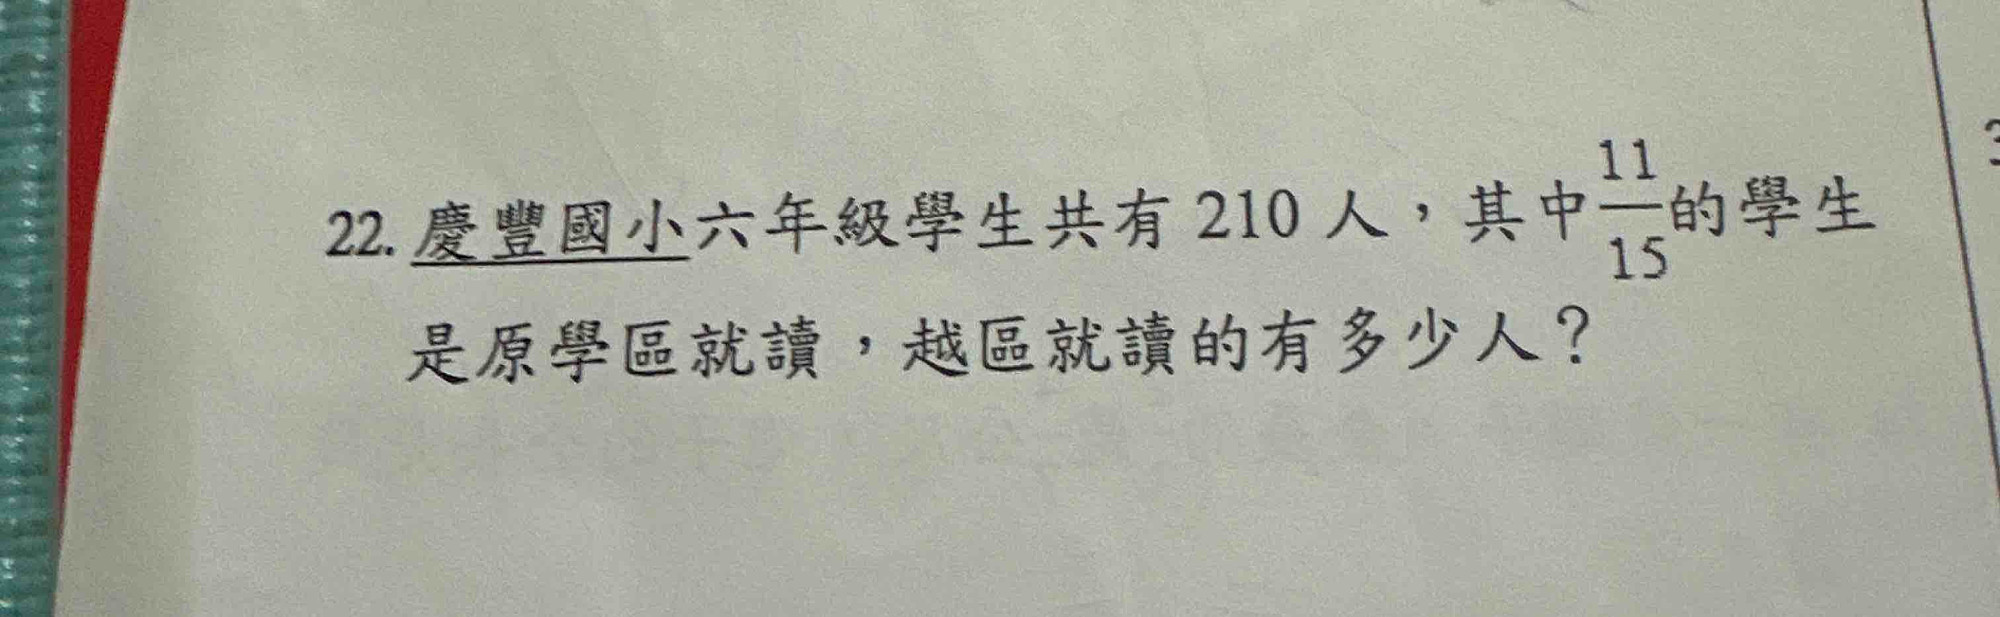 22. 慶豐國小六年級學生共有 210 人，其中11/15的學生
是原學區就讀，越區就讀的有多少人？